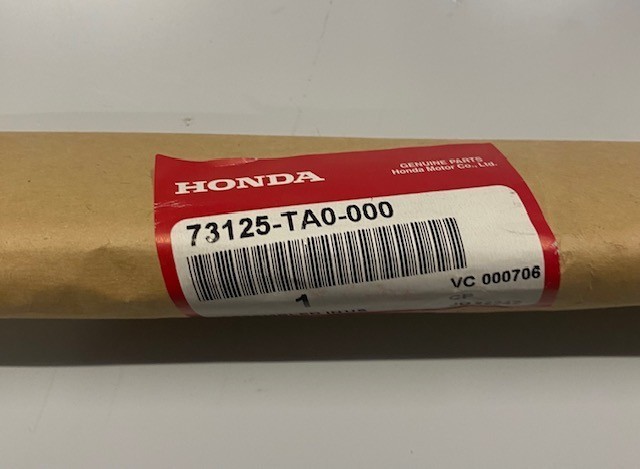 HONDA
GENUINE PARTS
Honda Motor Co., Ltd.
73125-TA0-000
1
VC 000706